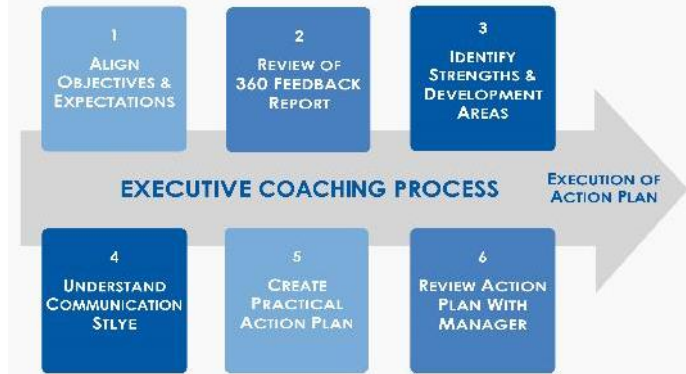 1
ALIGN
OBJECTIVES &
EXPECTATIONS
2
REVIEW OF
360 FEEDBACK
REPORT
3
IDENTIFY
STRENGTHS &
DEVELOPMENT
AREAS
EXECUTIVE COACHING PROCESS
EXECUTION OF
ACTION PLAN
4
UNDERSTAND
COMMUNICATION
STLYE
5
CREATE
PRACTICAL
ACTION PLAN
6
REVIEW ACTION
PLAN WITH
MANAGER